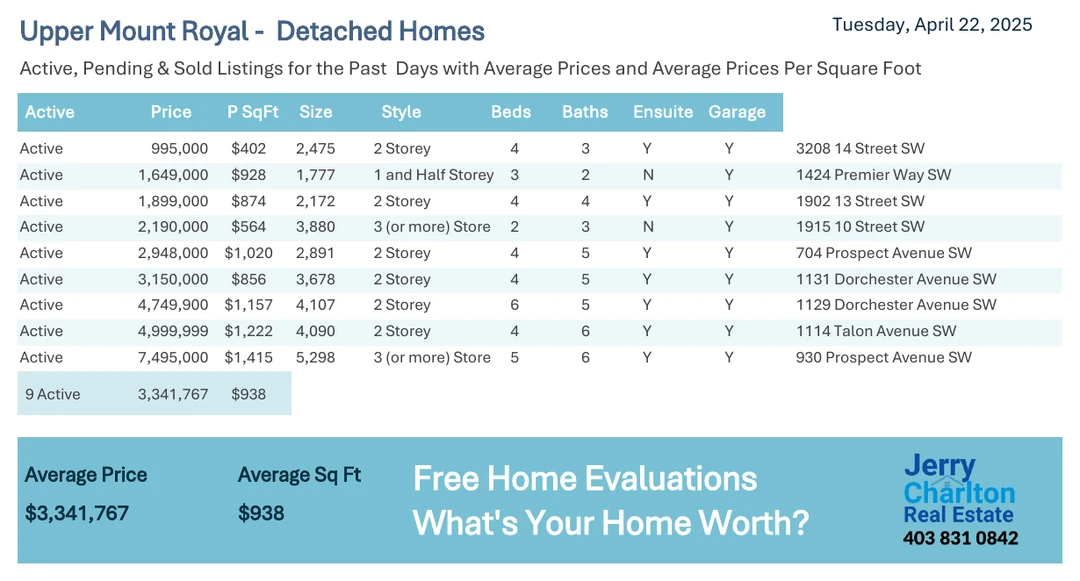 Upper Mount Royal - Detached Homes
Tuesday, April 22, 2025
Active, Pending & Sold Listings for the Past Days with Average Prices and Average Prices Per Square Foot
Active Price P SqFt Size Style Beds Baths Ensuite Garage
Active 995,000 $402 2,475 2 Storey 4 3 Y Y 3208 14 Street SW
Active 1,649,000 $928 1,777 1 and Half Storey 3 2 N Y 1424 Premier Way SW
Active 1,899,000 $874 2,172 2 Storey 4 4 Y Y 1902 13 Street SW
Active 2,190,000 $564 3,880 3 (or more) Store 2 3 N Y 1915 10 Street SW
Active 2,948,000 $1,020 2,891 2 Storey 4 5 Y Y 704 Prospect Avenue SW
Active 3,150,000 $856 3,678 2 Storey 4 5 Y Y 1131 Dorchester Avenue SW
Active 4,749,900 $1,157 4,107 2 Storey 6 5 Y Y 1129 Dorchester Avenue SW
Active 4,999,999 $1,222 4,090 2 Storey 4 6 Y Y 1114 Talon Avenue SW
Active 7,495,000 $1,415 5,298 3 (or more) Store 5 6 Y Y 930 Prospect Avenue SW
9 Active 3,341,767 $938
Average Price Average Sq Ft
$3,341,767 $938
Free Home Evaluations
What's Your Home Worth?
Jerry
Charlton
Real Estate
403 831 0842